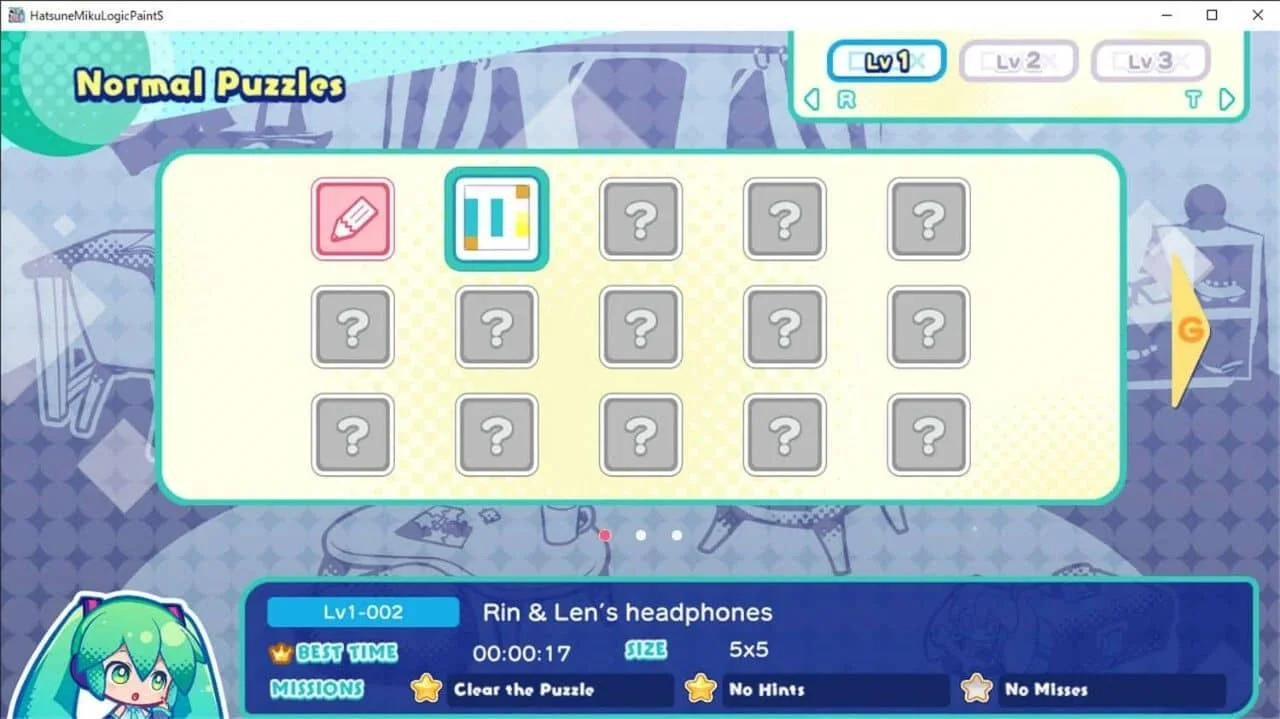 HatsuneMikuLogicPaintS
Normal Puzzles
Lv 1
Lv 2
Lv 3
R
T
? ? ?
? ? ? ? ?
? ? ? ? ?
G
Lv1-002
Rin & Len's headphones
BEST TIME
00:00:17
SIZE
5x5
MISSIONS
Clear the Puzzle
No Hints
No Misses